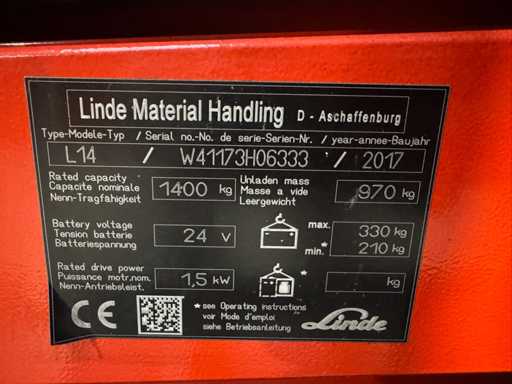 Linde Material Handling D - Aschaffenburg
Type-Modele-Typ / Serial no.-No. de serie-Serien-Nr. / year-annee-Baujahr
L14 / W41173H06333 / 2017
Rated capacity
Capacite nominale
Nenn-Tragfähigkeit
1400 kg
Unladen mass
Masse a vide
Leergewicht
970 kg
Battery voltage
Tension batterie
Batteriespannung
24 V
max. 330 kg
min.* 210 kg
Rated drive power
Puissance motr.nom.
Nenn-Antriebsleist.
1,5 kW
* kg
CE
*see Operating instructions
voir Mode d'emploi
siehe Betriebsanleitung
Linde